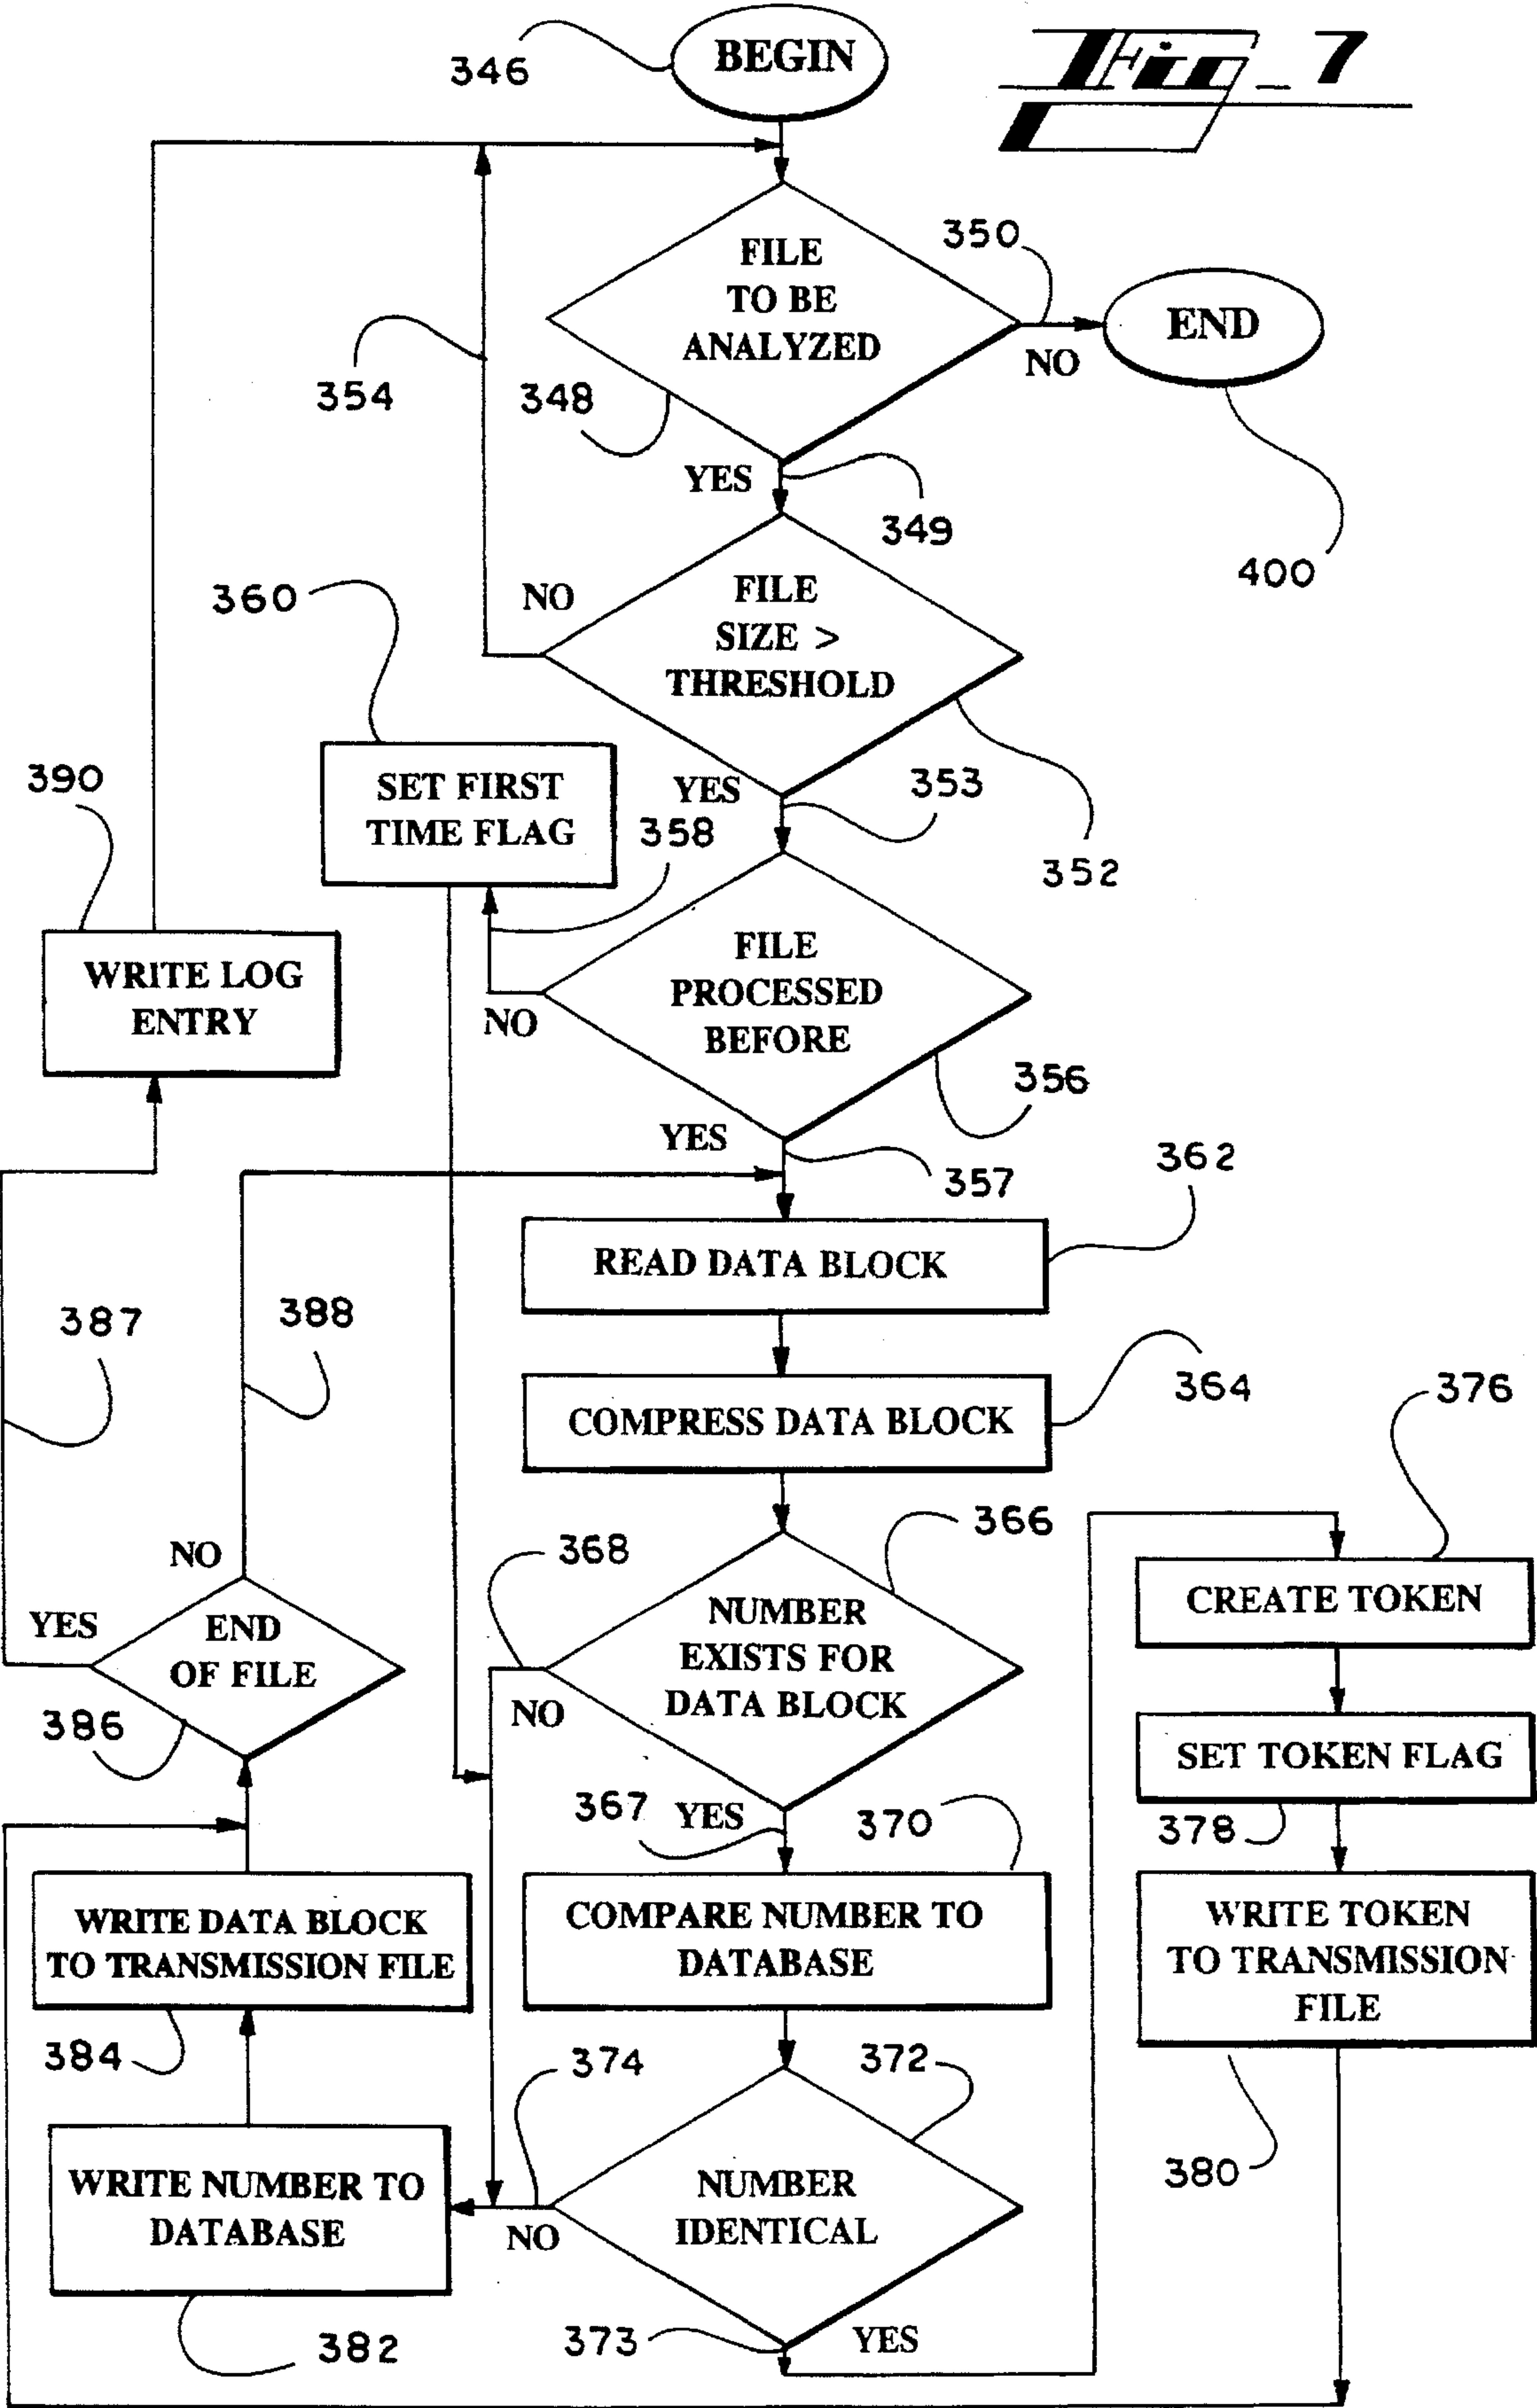 BEGIN
Fig_7
346
FILE
TO BE
ANALYZED
350
END
NO
354
348
YES
349
400
360
NO
FILE
SIZE >
THRESHOLD
390
SET FIRST
TIME FLAG
YES
353
358
352
WRITE LOG
ENTRY
FILE
PROCESSED
BEFORE
NO
356
YES
357
362
READ DATA BLOCK
387
388
364
376
COMPRESS DATA BLOCK
366
368
NO
CREATE TOKEN
YES
END
OF FILE
NUMBER
EXISTS FOR
DATA BLOCK
NO
386
SET TOKEN FLAG
367
YES
370
378
WRITE DATA BLOCK
TO TRANSMISSION FILE
COMPARE NUMBER TO
DATABASE
WRITE TOKEN
TO TRANSMISSION
FILE
384
374
372
380
WRITE NUMBER TO
DATABASE
NUMBER
IDENTICAL
NO
382
373
YES